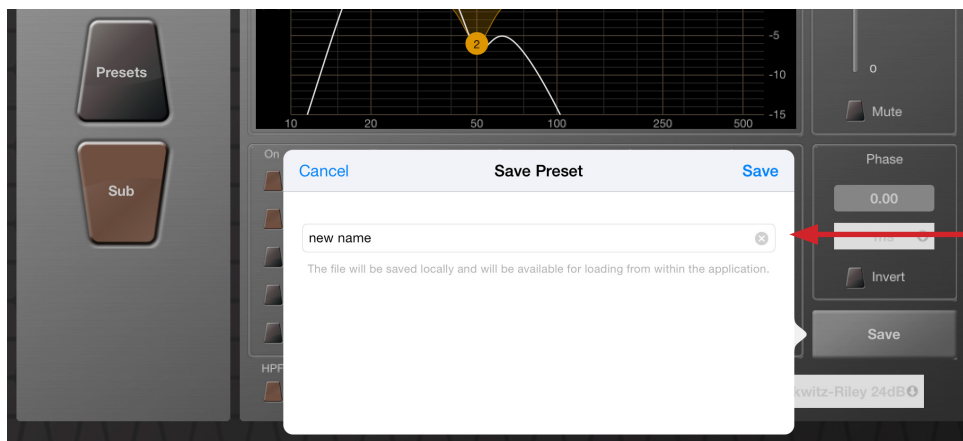 Presets
Sub
2
-5
-10
-15
10 20 50 100 250 500
0
Mute
On
Cancel Save Preset Save
new name
The file will be saved locally and will be available for loading from within the application.
Phase
0.00
ms
Invert
Save
HPF
kwitz-Riley 24dB